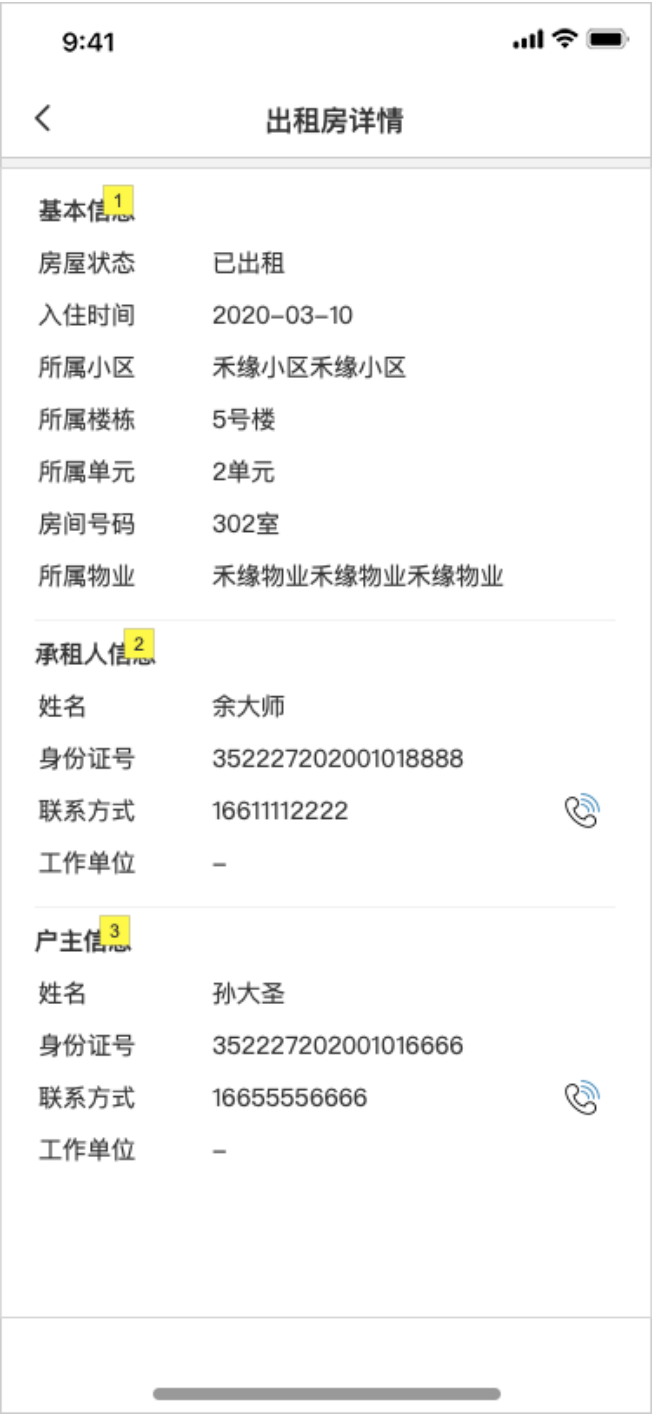 9:41
出租房详情
基本信息 1
房屋状态 已出租
入住时间 2020-03-10
所属小区 禾缘小区禾缘小区
所属楼栋 5号楼
所属单元 2单元
房间号码 302室
所属物业 禾缘物业禾缘物业禾缘物业
承租人信息 2
姓名 余大师
身份证号 352227202001018888
联系方式 16611112222
工作单位 –
户主信息 3
姓名 孙大圣
身份证号 352227202001016666
联系方式 16655556666
工作单位 –